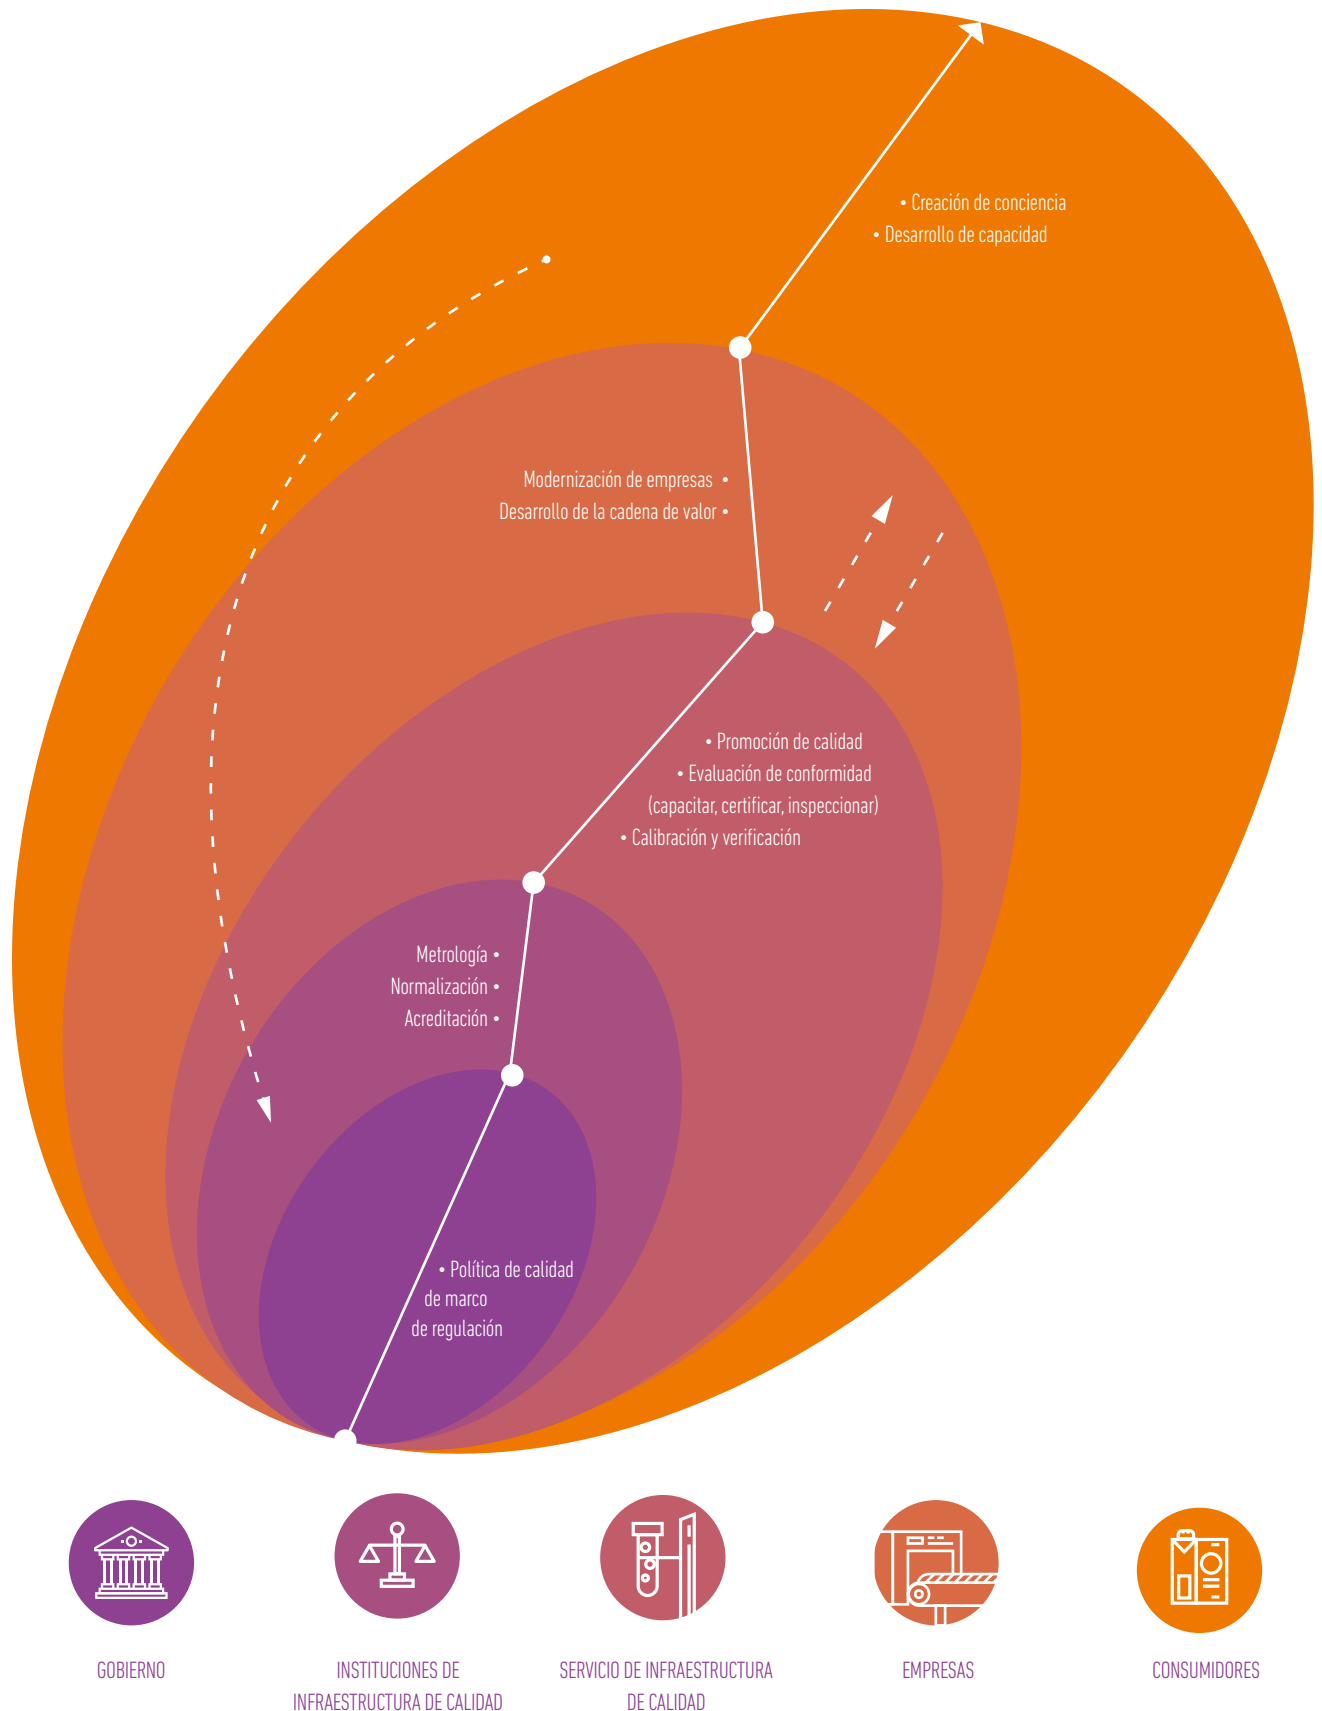 • Creación de conciencia
• Desarrollo de capacidad
Modernización de empresas •
Desarrollo de la cadena de valor •
• Promoción de calidad
• Evaluación de conformidad
(capacitar, certificar, inspeccionar)
• Calibración y verificación
Metrología •
Normalización •
Acreditación •
• Política de calidad
de marco
de regulación
GOBIERNO
INSTITUCIONES DE
INFRAESTRUCTURA DE CALIDAD
SERVICIO DE INFRAESTRUCTURA
DE CALIDAD
EMPRESAS
CONSUMIDORES